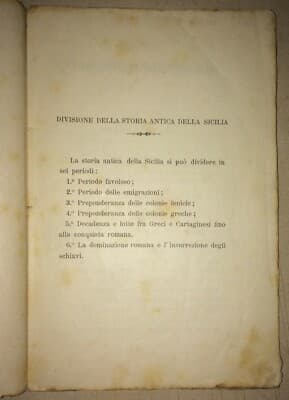 DIVISIONE DELLA STORIA ANTICA DELLA SICILIA
La storia antica della Sicilia si può dividere in
sei periodi:
1.° Periodo favoloso;
2.° Periodo delle emigrazioni;
3.° Preponderanza delle colonie fenicie;
4.° Preponderanza delle colonie greche;
5.° Decadenza e lotte fra Greci e Cartaginesi fino
alla conquista romana.
6.° La dominazione romana e l'insurrezione degli
schiavi.